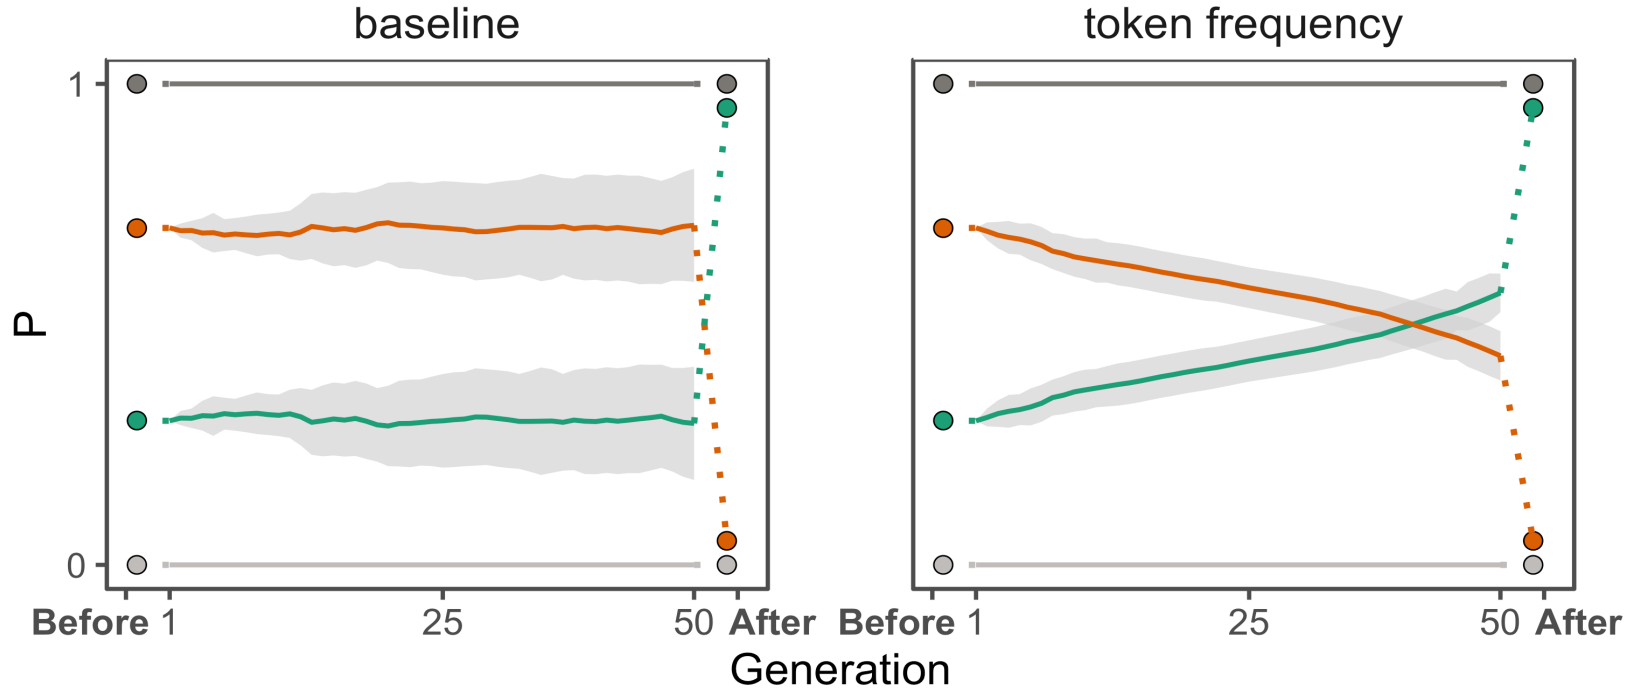 baseline
token frequency
1
P
0
Before 1 25 50 After
Before 1 25 50 After
Generation